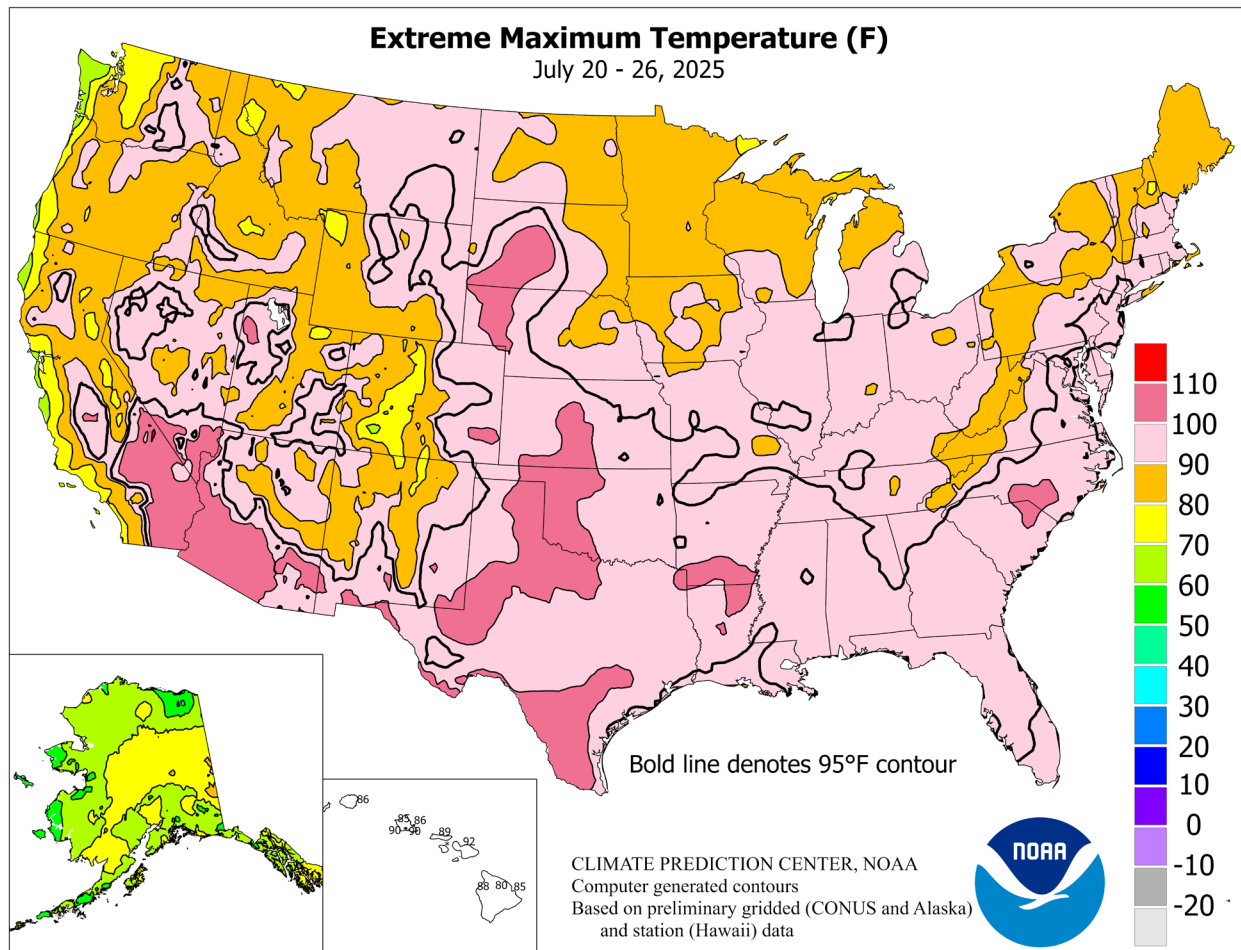 Extreme Maximum Temperature (F)
July 20 - 26, 2025
110
100
90
80
70
60
50
40
30
20
10
0
-10
-20
Bold line denotes 95°F contour
40
86
85 86
90 90
89
92
88 80 85
NOAA
CLIMATE PREDICTION CENTER, NOAA
Computer generated contours
Based on preliminary gridded (CONUS and Alaska)
and station (Hawaii) data